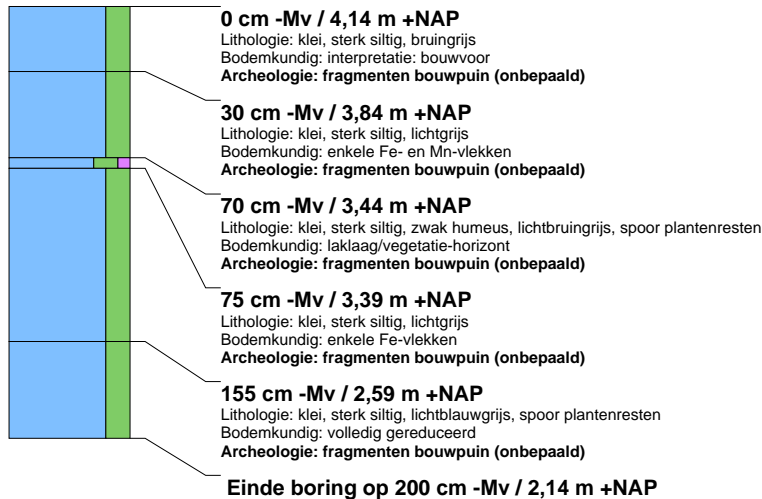 0 cm -Mv / 4,14 m +NAP
Lithologie: klei, sterk siltig, bruingrijs
Bodemkundig: interpretatie: bouwvoor
Archeologie: fragmenten bouwpuin (onbepaald)
30 cm -Mv / 3,84 m +NAP
Lithologie: klei, sterk siltig, lichtgrijs
Bodemkundig: enkele Fe- en Mn-vlekken
Archeologie: fragmenten bouwpuin (onbepaald)
70 cm -Mv / 3,44 m +NAP
Lithologie: klei, sterk siltig, zwak humeus, lichtbruingrijs, spoor plantenresten
Bodemkundig: laklaag/vegetatie-horizont
Archeologie: fragmenten bouwpuin (onbepaald)
75 cm -Mv / 3,39 m +NAP
Lithologie: klei, sterk siltig, lichtgrijs
Bodemkundig: enkele Fe-vlekken
Archeologie: fragmenten bouwpuin (onbepaald)
155 cm -Mv / 2,59 m +NAP
Lithologie: klei, sterk siltig, lichtblauwgrijs, spoor plantenresten
Bodemkundig: volledig gereduceerd
Archeologie: fragmenten bouwpuin (onbepaald)
Einde boring op 200 cm -Mv / 2,14 m +NAP